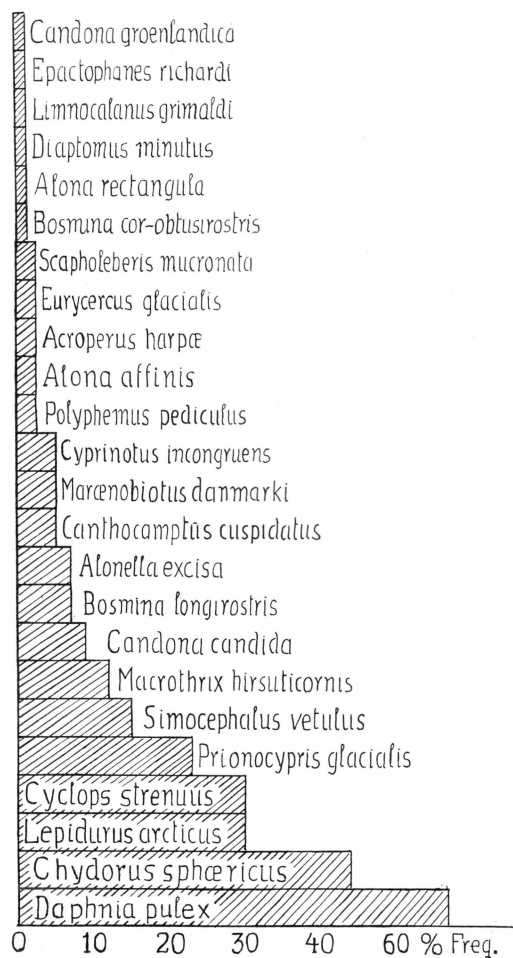 Candona groenlandica
Epactophanes richardi
Limnocalanus grimaldi
Diaptomus minutus
Alona rectangula
Bosmina cor-obtusirostris
Scapholeberis mucronata
Eurycercus glacialis
Acroperus harpæ
Alona affinis
Polyphemus pediculus
Cyprinotus incongruens
Marænobiotus danmarki
Canthocamptus cuspidatus
Alonella excisa
Bosmina longirostris
Candona candida
Macrothrix hirsuticornis
Simocephalus vetulus
Prionocypris glacialis
Cyclops strenuus
Lepidurus arcticus
Chydorus sphæricus
Daphnia pulex
0 10 20 30 40 60 % Freq.